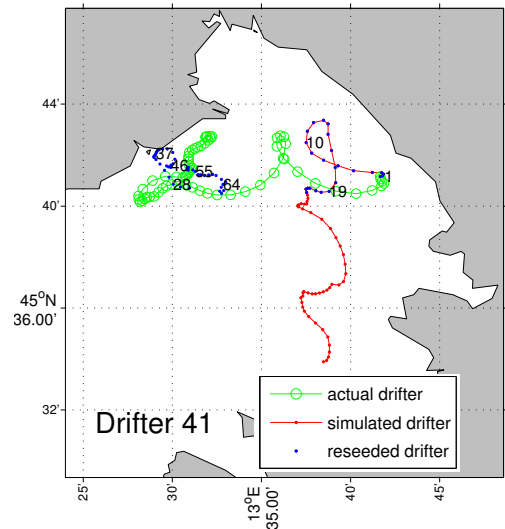 44'
40'
45°N
36.00'
32'
10
1
19
37
46
55
28
64
Drifter 41
actual drifter
simulated drifter
reseeded drifter
25'
30'
13°E
35.00'
40'
45'